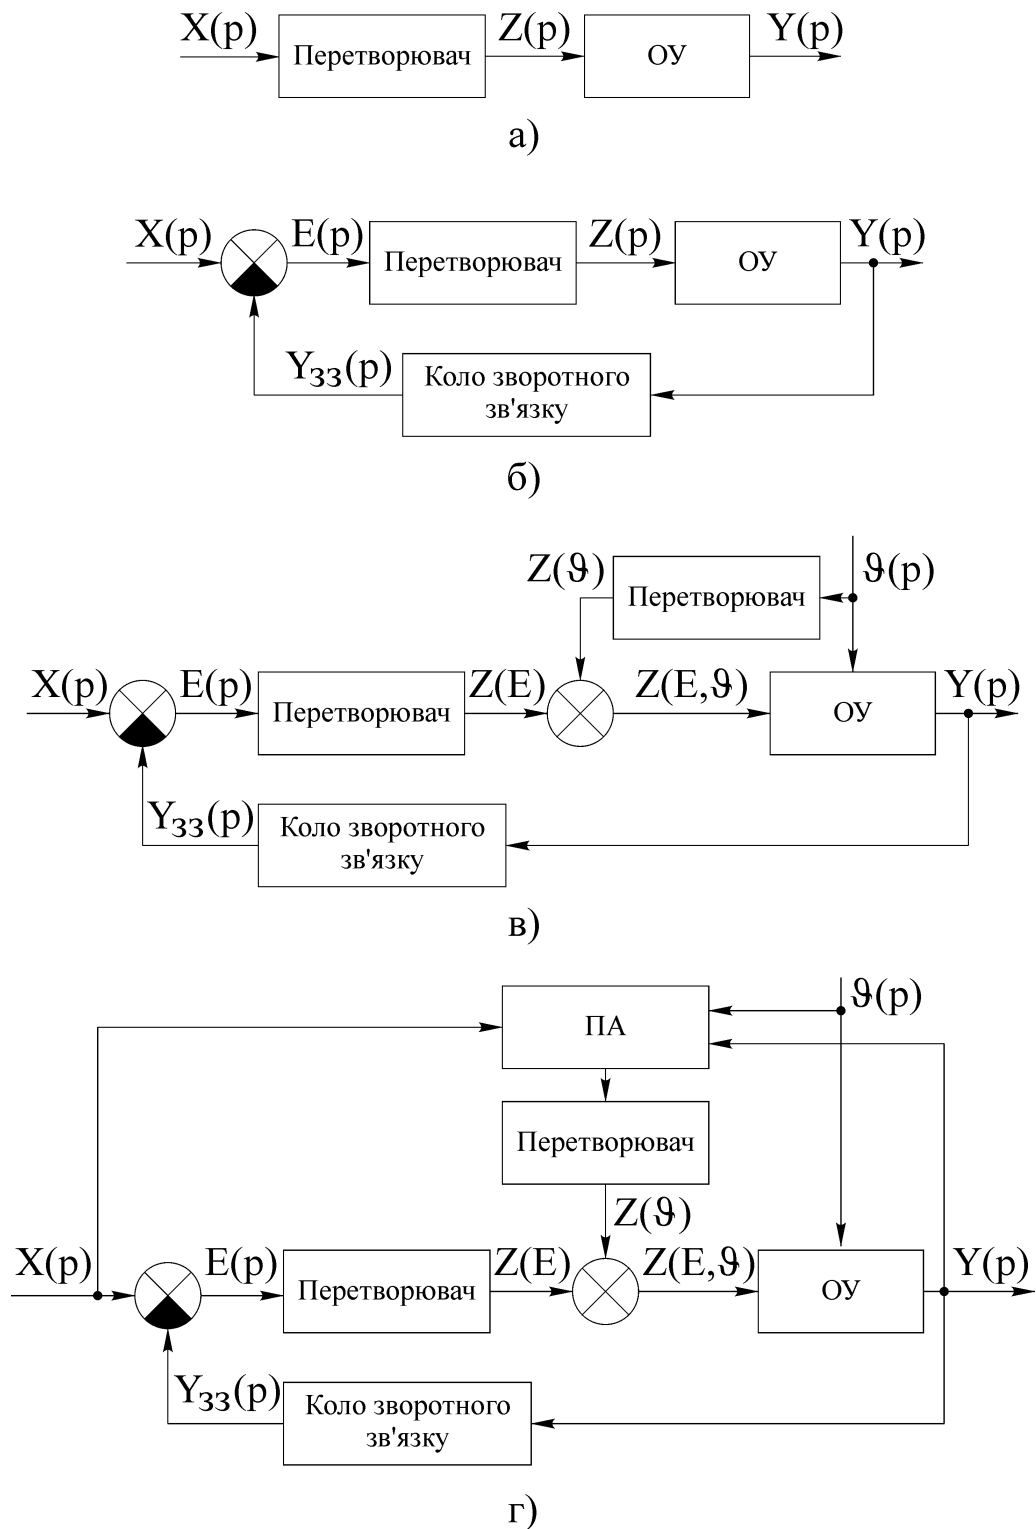 X(p)
Перетворювач
Z(p)
ОУ
Y(p)
а)
X(p)
E(p)
Перетворювач
Z(p)
ОУ
Y(p)
Yзз(p)
Коло зворотного
зв'язку
б)
Z(ϑ)
Перетворювач
ϑ(p)
X(p)
E(p)
Перетворювач
Z(E)
Z(E,ϑ)
ОУ
Y(p)
Yзз(p)
Коло зворотного
зв'язку
в)
ПА
ϑ(p)
Перетворювач
Z(ϑ)
X(p)
E(p)
Перетворювач
Z(E)
Z(E,ϑ)
ОУ
Y(p)
Yзз(p)
Коло зворотного
зв'язку
г)